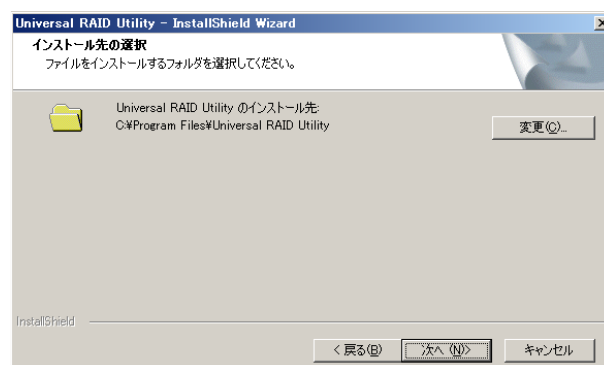 Universal RAID Utility - InstallShield Wizard
インストール先の選択
ファイルをインストールするフォルダを選択してください。
Universal RAID Utility のインストール先:
C:¥Program Files¥Universal RAID Utility
変更(C)...
InstallShield
< 戻る(B)
次へ (N)>
キャンセル